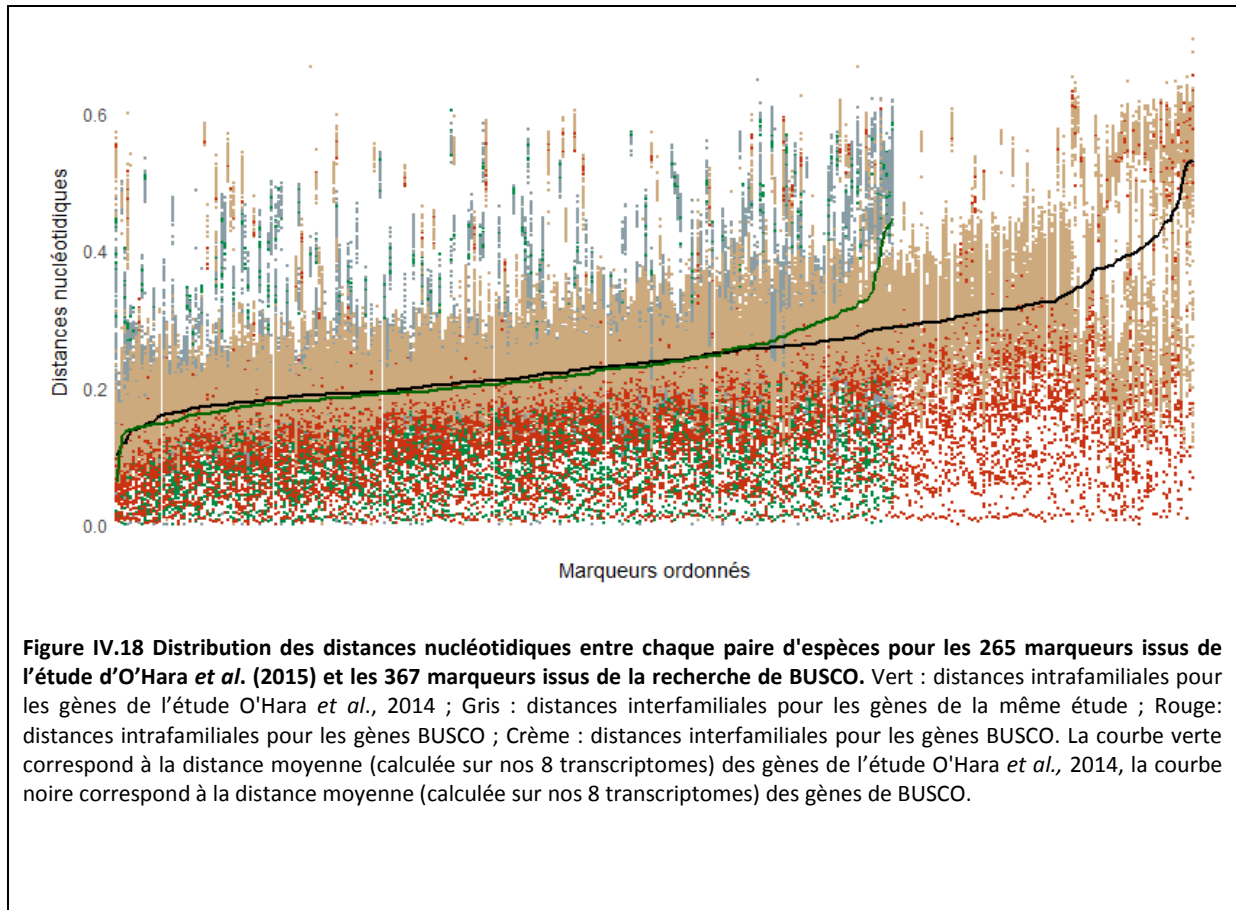 0.6
0.4
0.2
0.0
Distances nucléotidiques
Marqueurs ordonnés
Figure IV.18 Distribution des distances nucléotidiques entre chaque paire d'espèces pour les 265 marqueurs issus de
l’étude d’O’Hara et al. (2015) et les 367 marqueurs issus de la recherche de BUSCO. Vert : distances intrafamiliales pour
les gènes de l’étude O'Hara et al., 2014 ; Gris : distances interfamiliales pour les gènes de la même étude ; Rouge:
distances intrafamiliales pour les gènes BUSCO ; Crème : distances interfamiliales pour les gènes BUSCO. La courbe verte
correspond à la distance moyenne (calculée sur nos 8 transcriptomes) des gènes de l’étude O'Hara et al., 2014, la courbe
noire correspond à la distance moyenne (calculée sur nos 8 transcriptomes) des gènes de BUSCO.